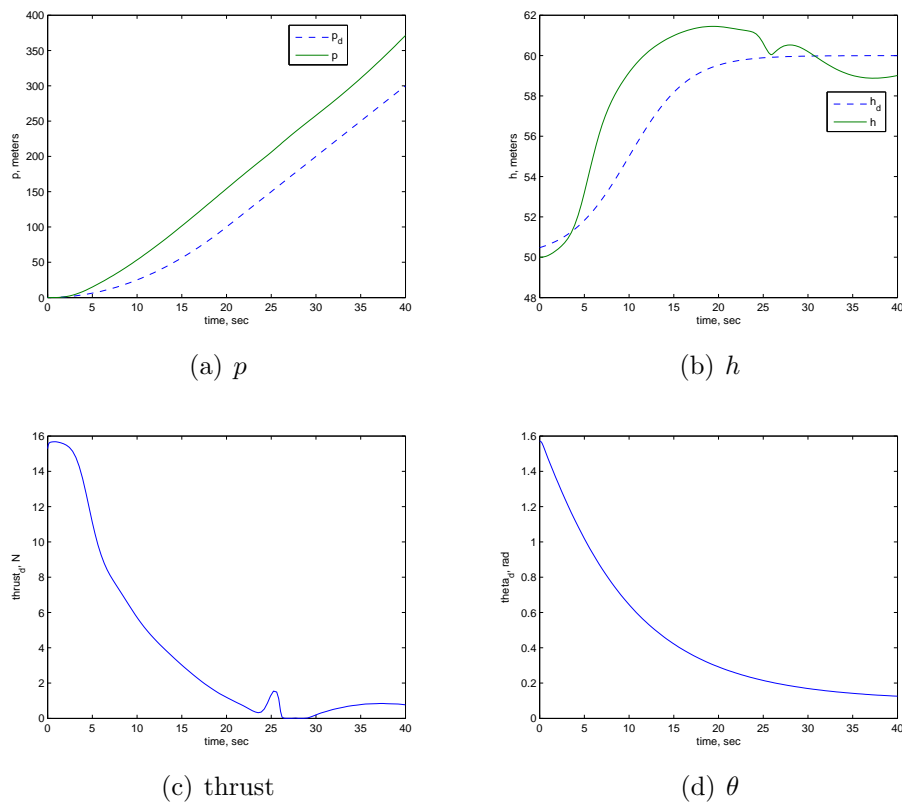 400
350
300
250
200
150
100
50
0
p, meters
p_d
p
0 5 10 15 20 25 30 35 40
time, sec
(a) p
62
60
58
56
54
52
50
48
h, meters
h_d
h
0 5 10 15 20 25 30 35 40
time, sec
(b) h
16
14
12
10
8
6
4
2
0
thrust_d, N
0 5 10 15 20 25 30 35 40
time, sec
(c) thrust
1.6
1.4
1.2
1
0.8
0.6
0.4
0.2
0
theta_d, rad
0 5 10 15 20 25 30 35 40
time, sec
(d) θ